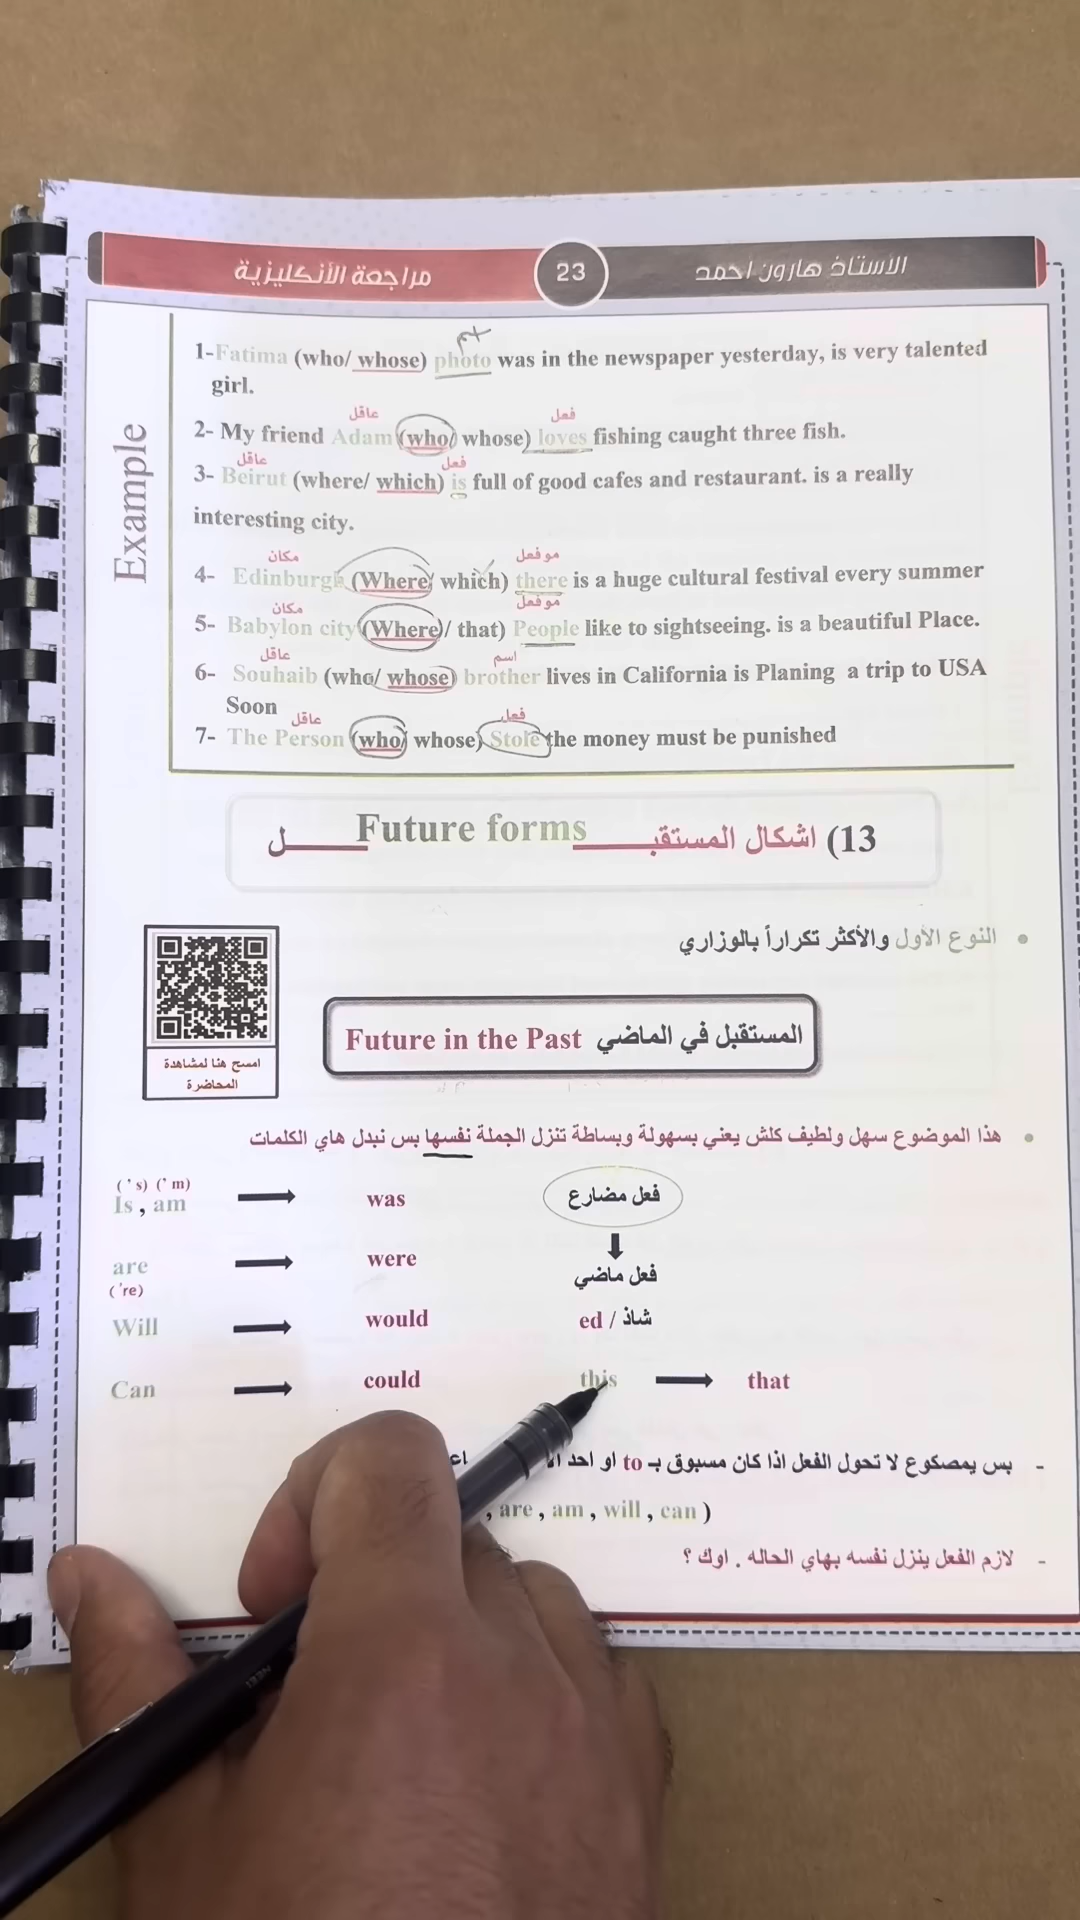 مراجعة الأنكليزية 23 الأستاذ هارون أحمد
Example
اسم
1-Fatima (who/ whose) photo was in the newspaper yesterday, is very talented
girl.
عاقل فعل
2- My friend Adam (who/ whose) loves fishing caught three fish.
عاقل فعل
3- Beirut (where/ which) is full of good cafes and restaurant. is a really
interesting city.
مكان مو فعل
4- Edinburgh (Where/ which) there is a huge cultural festival every summer
مكان مو فعل
5- Babylon city (Where/ that) People like to sightseeing. is a beautiful Place.
عاقل اسم
6- Souhaib (who/ whose) brother lives in California is Planing a trip to USA
Soon
عاقل فعل
7- The Person (who/ whose) Stole the money must be punished
13) اشكال المستقبـــــل Future forms
• النوع الأول والأكثر تكراراً بالوزاري
Future in the Past المستقبل في الماضي
امسح هنا لمشاهدة
المحاضرة
• هذا الموضوع سهل ولطيف كلش يعني بسهولة وبساطة تنزل الجملة نفسها بس نبدل هاي الكلمات
('s) ('m)
Is , am → was فعل مضارع
are → were فعل ماضي
('re)
Will → would ed / شاذ
Can → could this → that
- بس يمصكوع لا تحول الفعل اذا كان مسبوق بـ to او احد
, are , am , will , can )
- لازم الفعل ينزل نفسه بهاي الحاله . اوك ؟